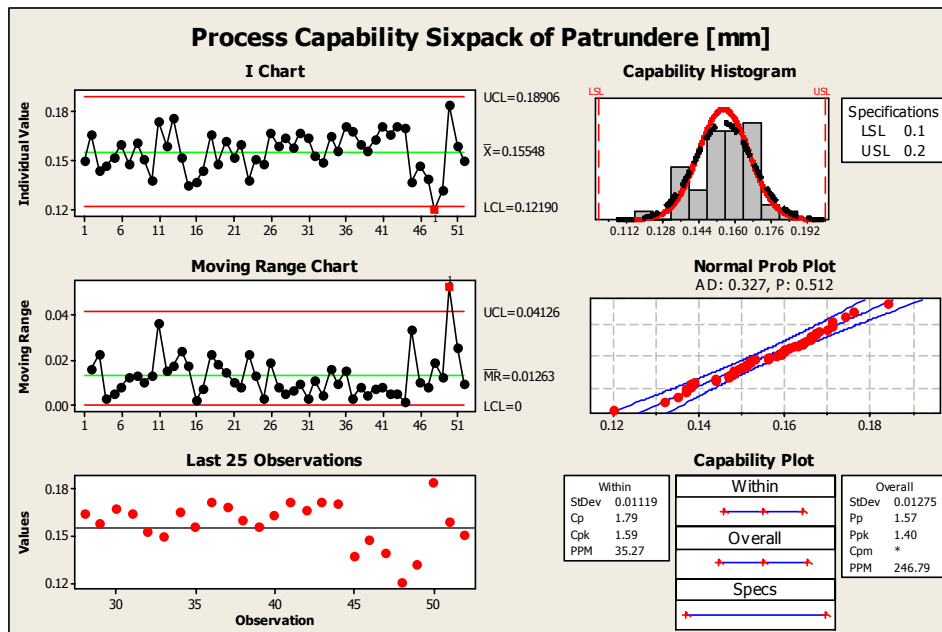 Process Capability Sixpack of Patrundere [mm]
I Chart
Individual Value
0.18
0.15
0.12
1 6 11 16 21 26 31 36 41 46 51
1
UCL=0.18906
X=0.15548
LCL=0.12190
Capability Histogram
LSL USL
0.112 0.128 0.144 0.160 0.176 0.192
Specifications
LSL 0.1
USL 0.2
Moving Range Chart
Moving Range
0.04
0.02
0.00
1 6 11 16 21 26 31 36 41 46 51
1
UCL=0.04126
MR=0.01263
LCL=0
Normal Prob Plot
AD: 0.327, P: 0.512
0.12 0.14 0.16 0.18
Last 25 Observations
Values
0.18
0.15
0.12
30 35 40 45 50
Observation
Capability Plot
Within
StDev 0.01119
Cp 1.79
Cpk 1.59
PPM 35.27
Within
Overall
Specs
Overall
StDev 0.01275
Pp 1.57
Ppk 1.40
Cpm *
PPM 246.79